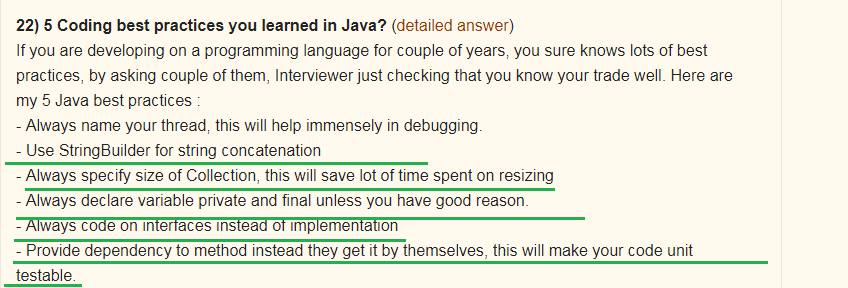 22) 5 Coding best practices you learned in Java? (detailed answer)
If you are developing on a programming language for couple of years, you sure knows lots of best
practices, by asking couple of them, Interviewer just checking that you know your trade well. Here are
my 5 Java best practices :
- Always name your thread, this will help immensely in debugging.
- Use StringBuilder for string concatenation
- Always specify size of Collection, this will save lot of time spent on resizing
- Always declare variable private and final unless you have good reason.
- Always code on interfaces instead of implementation
- Provide dependency to method instead they get it by themselves, this will make your code unit
testable.